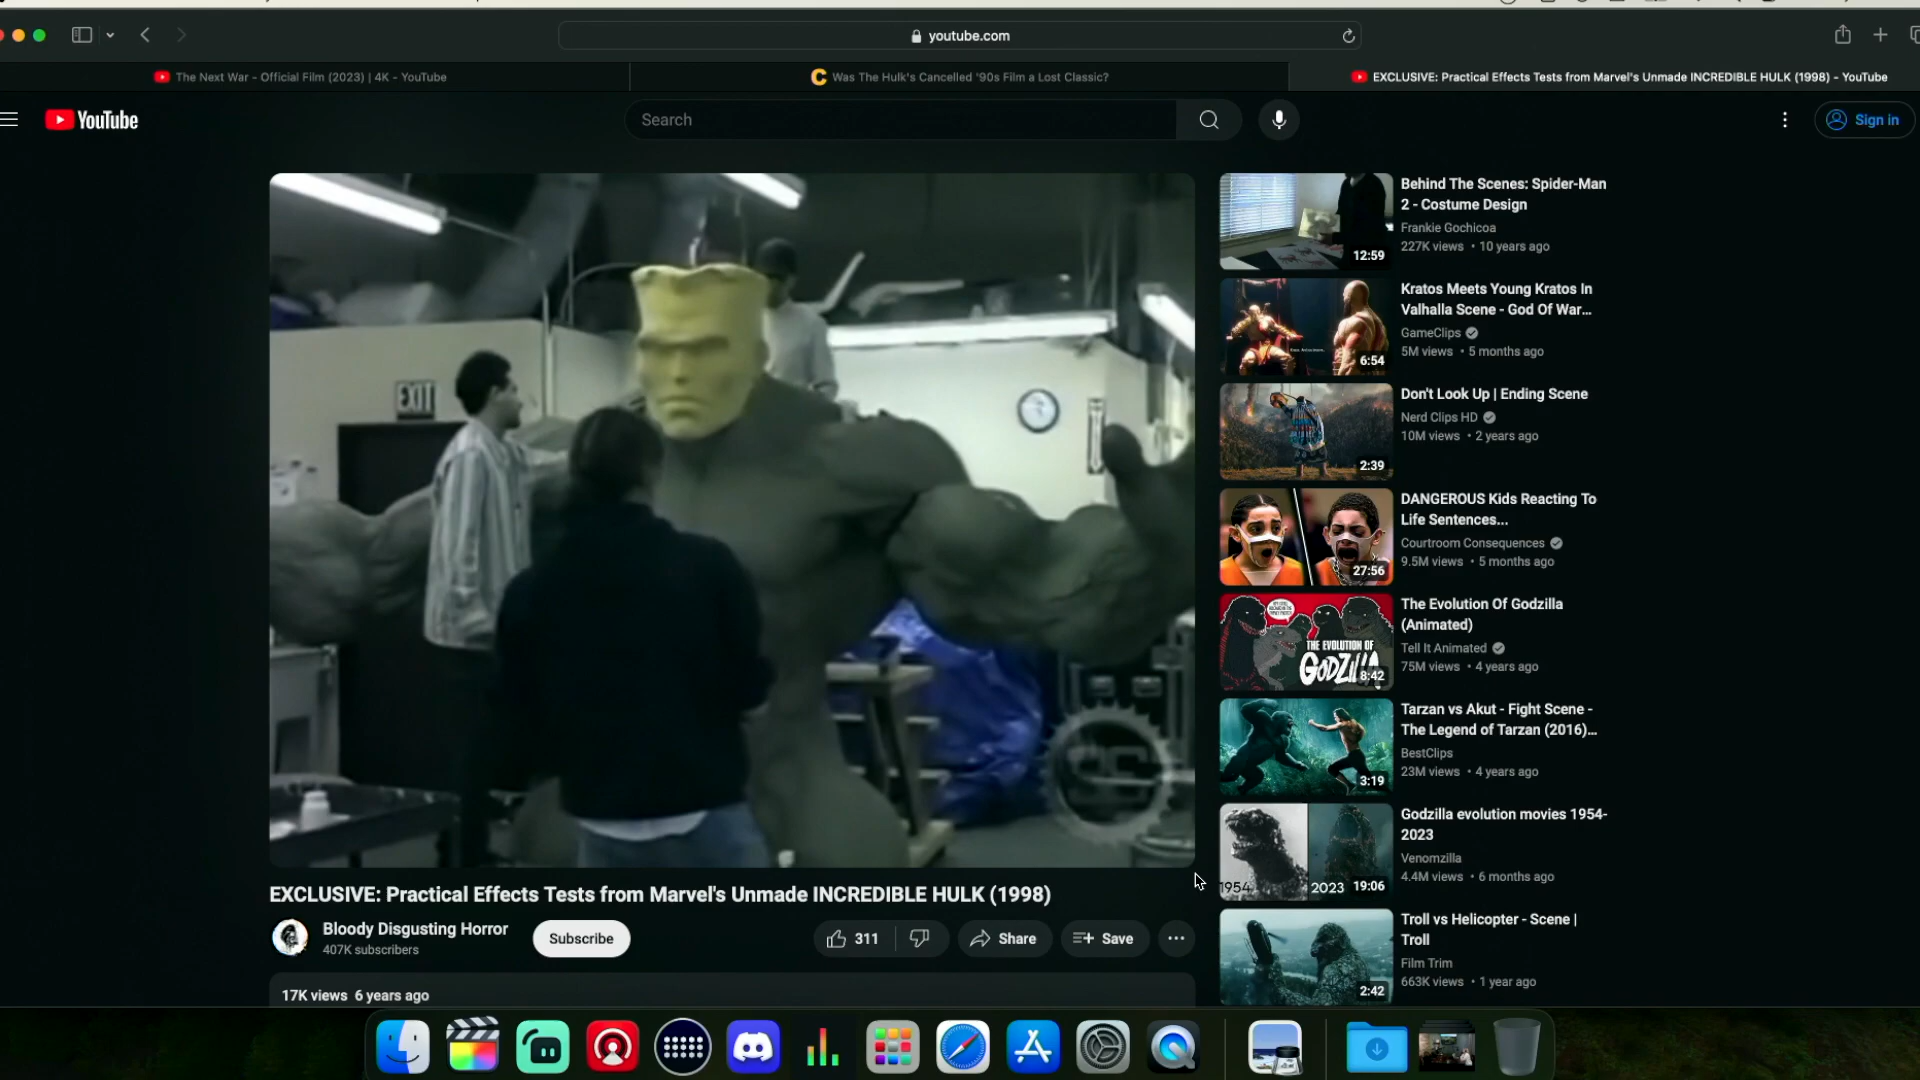 youtube.com
The Next War - Official Film (2023) | 4K - YouTube
C Was The Hulk's Cancelled '90s Film a Lost Classic?
EXCLUSIVE: Practical Effects Tests from Marvel's Unmade INCREDIBLE HULK (1998) - YouTube
YouTube
Search
Sign in
EXIT
EXCLUSIVE: Practical Effects Tests from Marvel's Unmade INCREDIBLE HULK (1998)
Bloody Disgusting Horror
407K subscribers
Subscribe
311
Share
Save
17K views 6 years ago
12:59
Behind The Scenes: Spider-Man
2 - Costume Design
Frankie Gochicoa
227K views • 10 years ago
6:54
Kratos Meets Young Kratos In
Valhalla Scene - God Of War...
GameClips
5M views • 5 months ago
2:39
Don't Look Up | Ending Scene
Nerd Clips HD
10M views • 2 years ago
27:56
DANGEROUS Kids Reacting To
Life Sentences...
Courtroom Consequences
9.5M views • 5 months ago
THE EVOLUTION OF
GODZILLA
8:42
The Evolution Of Godzilla
(Animated)
Tell It Animated
75M views • 4 years ago
3:19
Tarzan vs Akut - Fight Scene -
The Legend of Tarzan (2016)...
BestClips
23M views • 4 years ago
1954
2023
19:06
Godzilla evolution movies 1954-
2023
Venomzilla
4.4M views • 6 months ago
2:42
Troll vs Helicopter - Scene |
Troll
Film Trim
663K views • 1 year ago